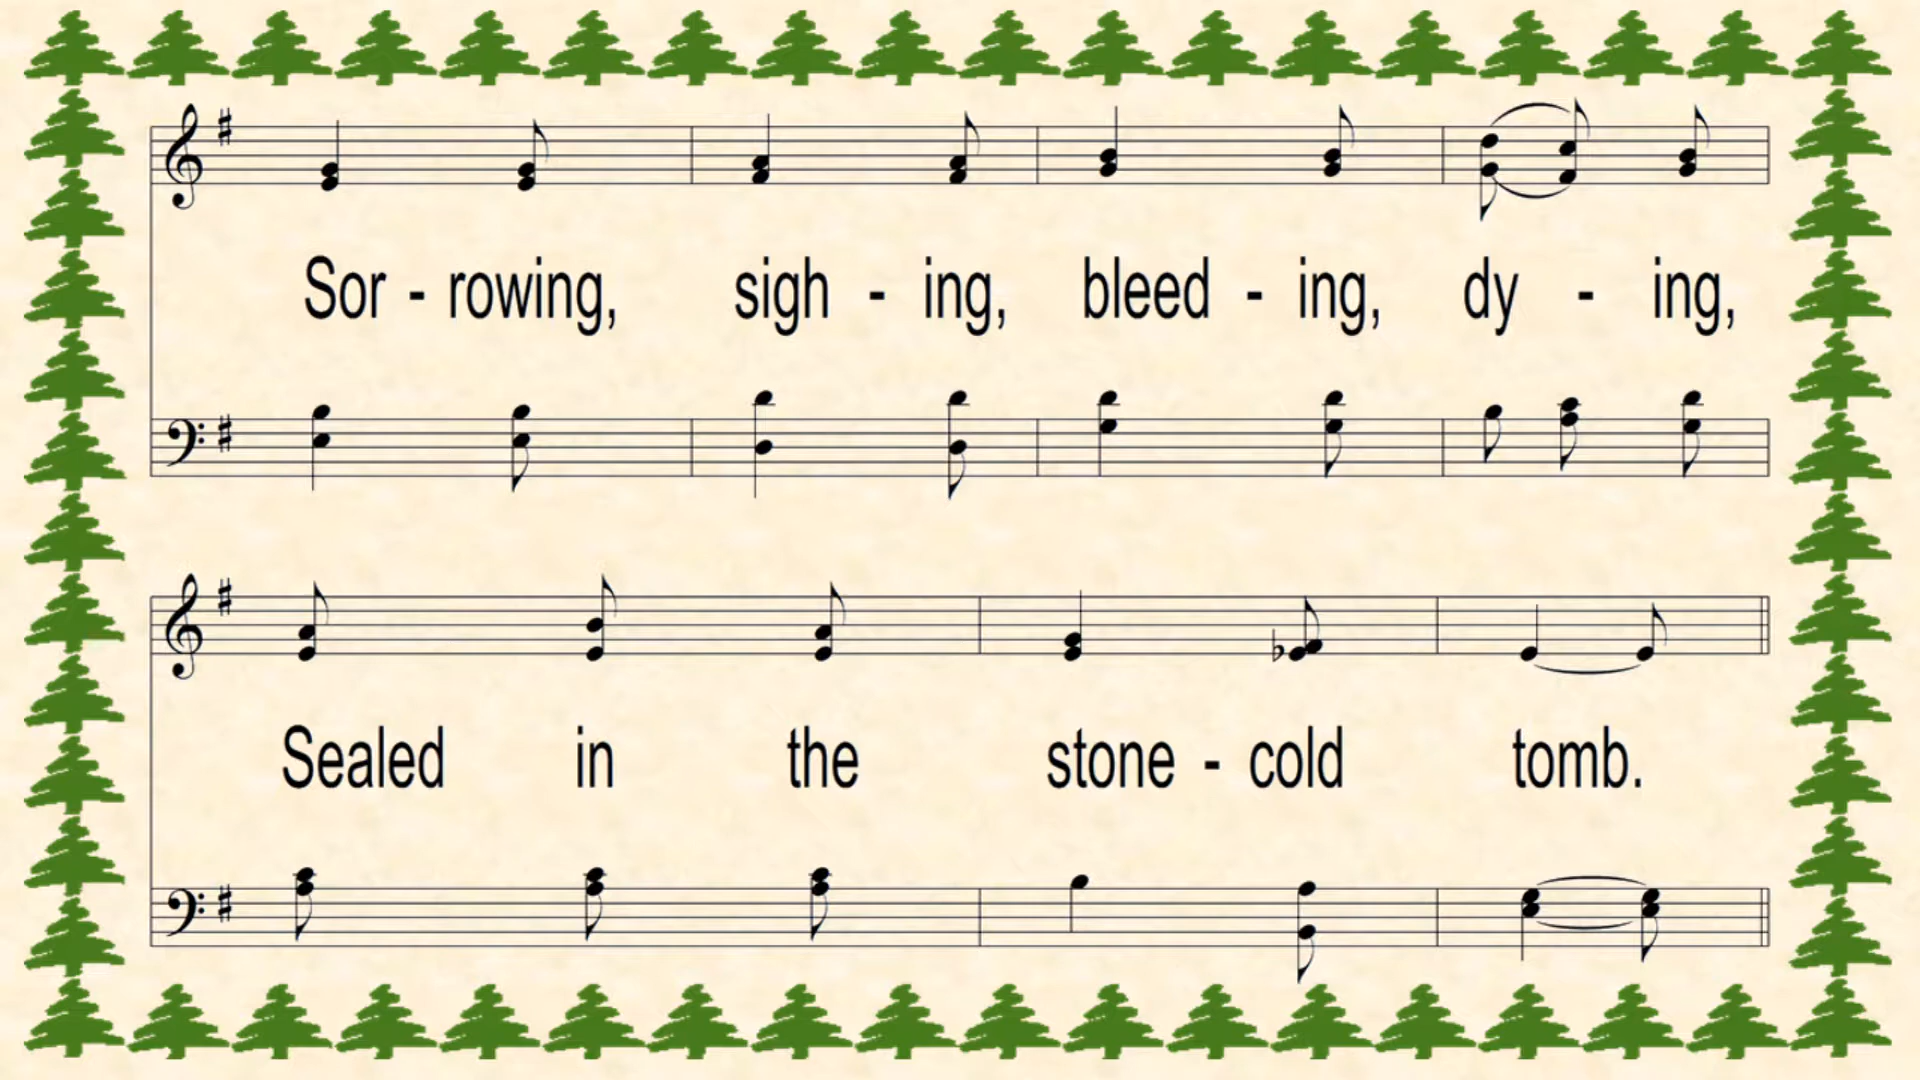 Sor - rowing, sigh - ing, bleed - ing, dy - ing,
Sealed in the stone - cold tomb.